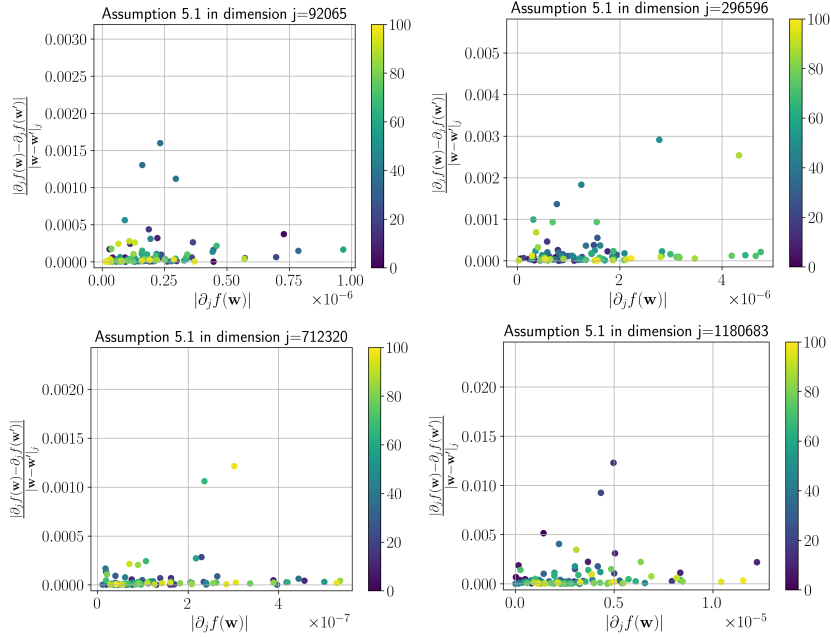 Assumption 5.1 in dimension j=92065
0.0030
0.0025
0.0020
0.0015
0.0010
0.0005
0.0000
|∂ⱼf(w)−∂ⱼf(w′)|
|w−w′|ⱼ
0.00 0.25 0.50 0.75 1.00
|∂ⱼf(w)| ×10⁻⁶
100
80
60
40
20
0
Assumption 5.1 in dimension j=296596
0.005
0.004
0.003
0.002
0.001
0.000
|∂ⱼf(w)−∂ⱼf(w′)|
|w−w′|ⱼ
0 2 4
|∂ⱼf(w)| ×10⁻⁶
100
80
60
40
20
0
Assumption 5.1 in dimension j=712320
0.0020
0.0015
0.0010
0.0005
0.0000
|∂ⱼf(w)−∂ⱼf(w′)|
|w−w′|ⱼ
0 2 4
|∂ⱼf(w)| ×10⁻⁷
100
80
60
40
20
0
Assumption 5.1 in dimension j=1180683
0.020
0.015
0.010
0.005
0.000
|∂ⱼf(w)−∂ⱼf(w′)|
|w−w′|ⱼ
0.0 0.5 1.0
|∂ⱼf(w)| ×10⁻⁵
100
80
60
40
20
0